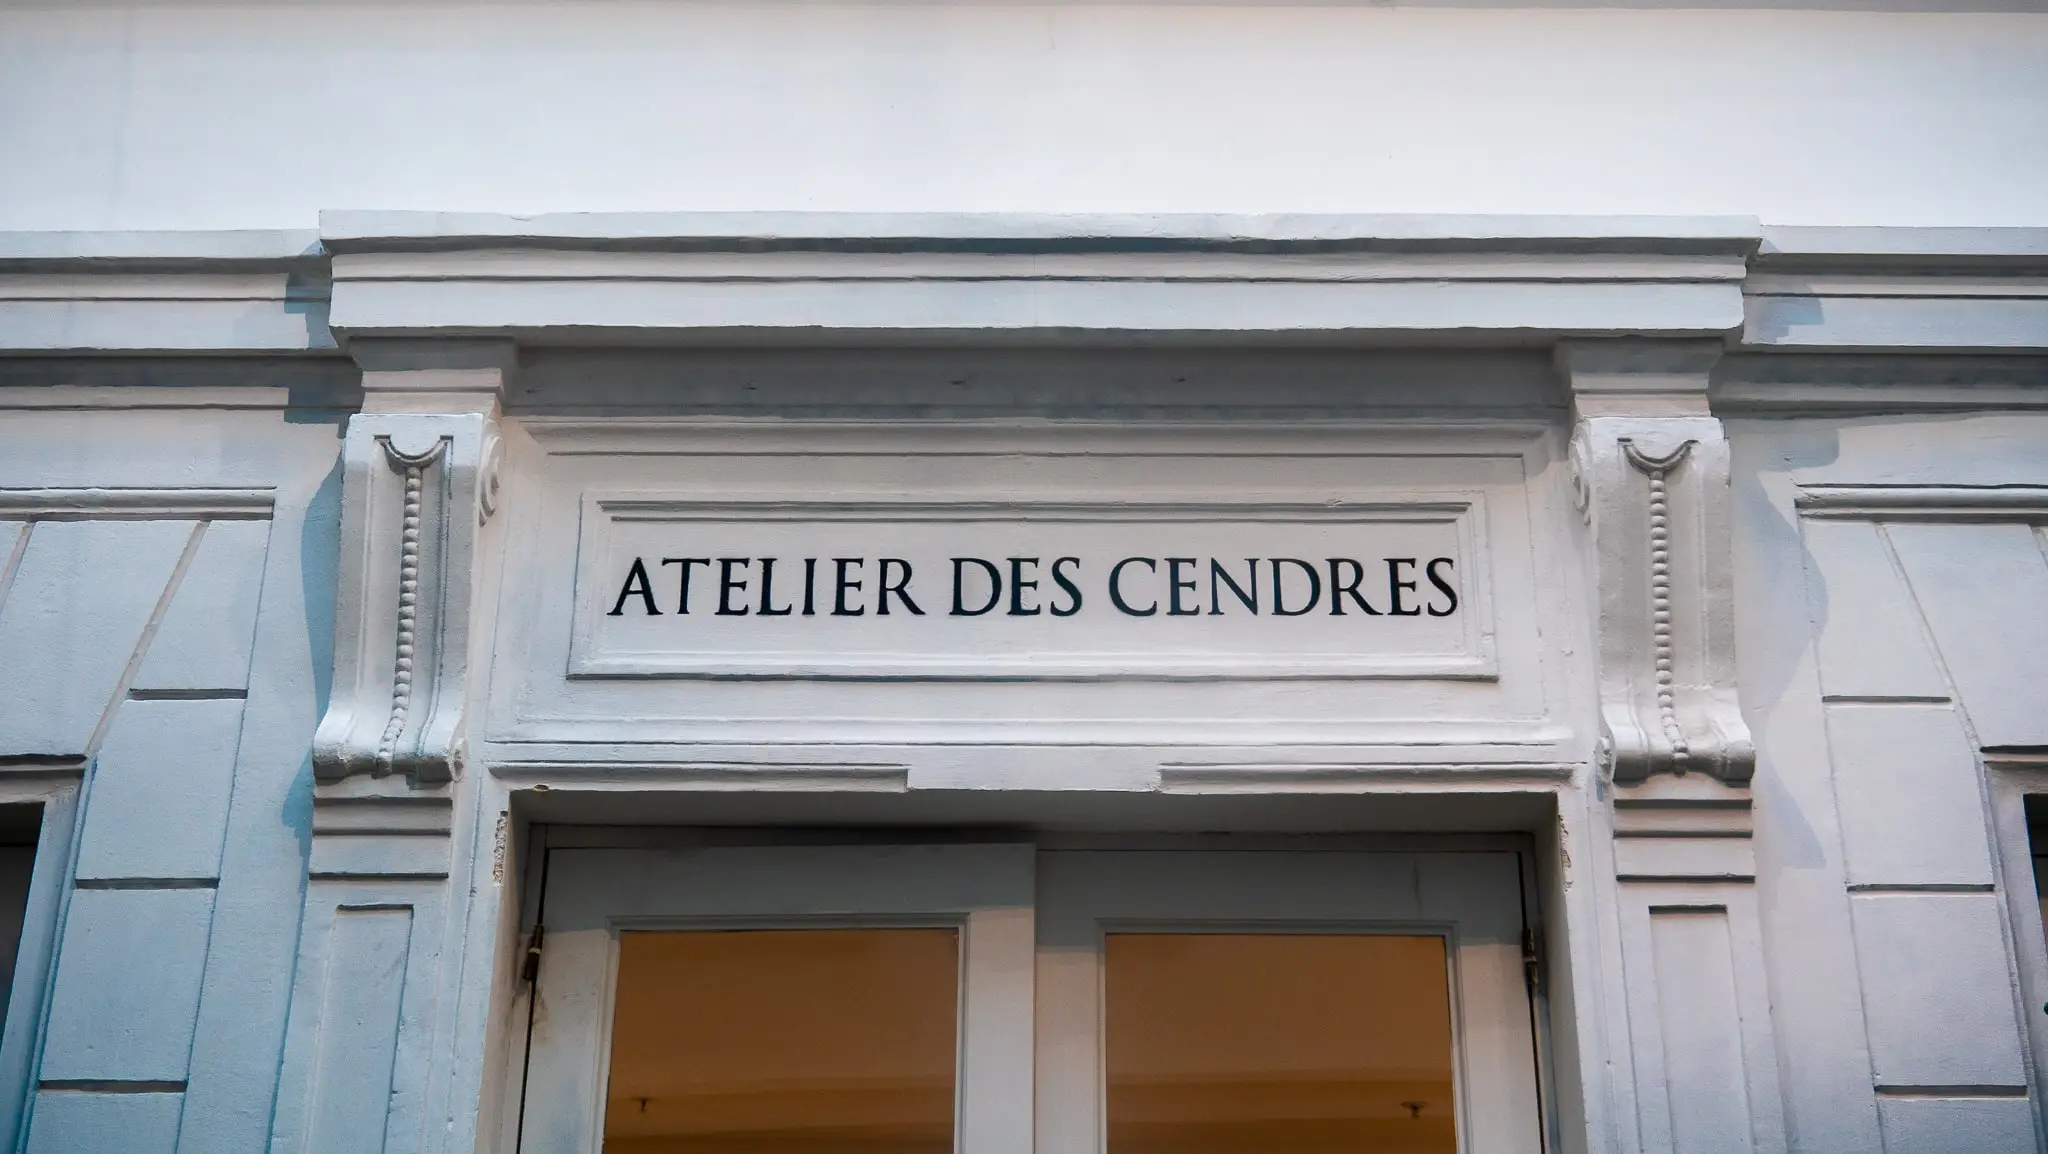 ATELIER DES CENDRES